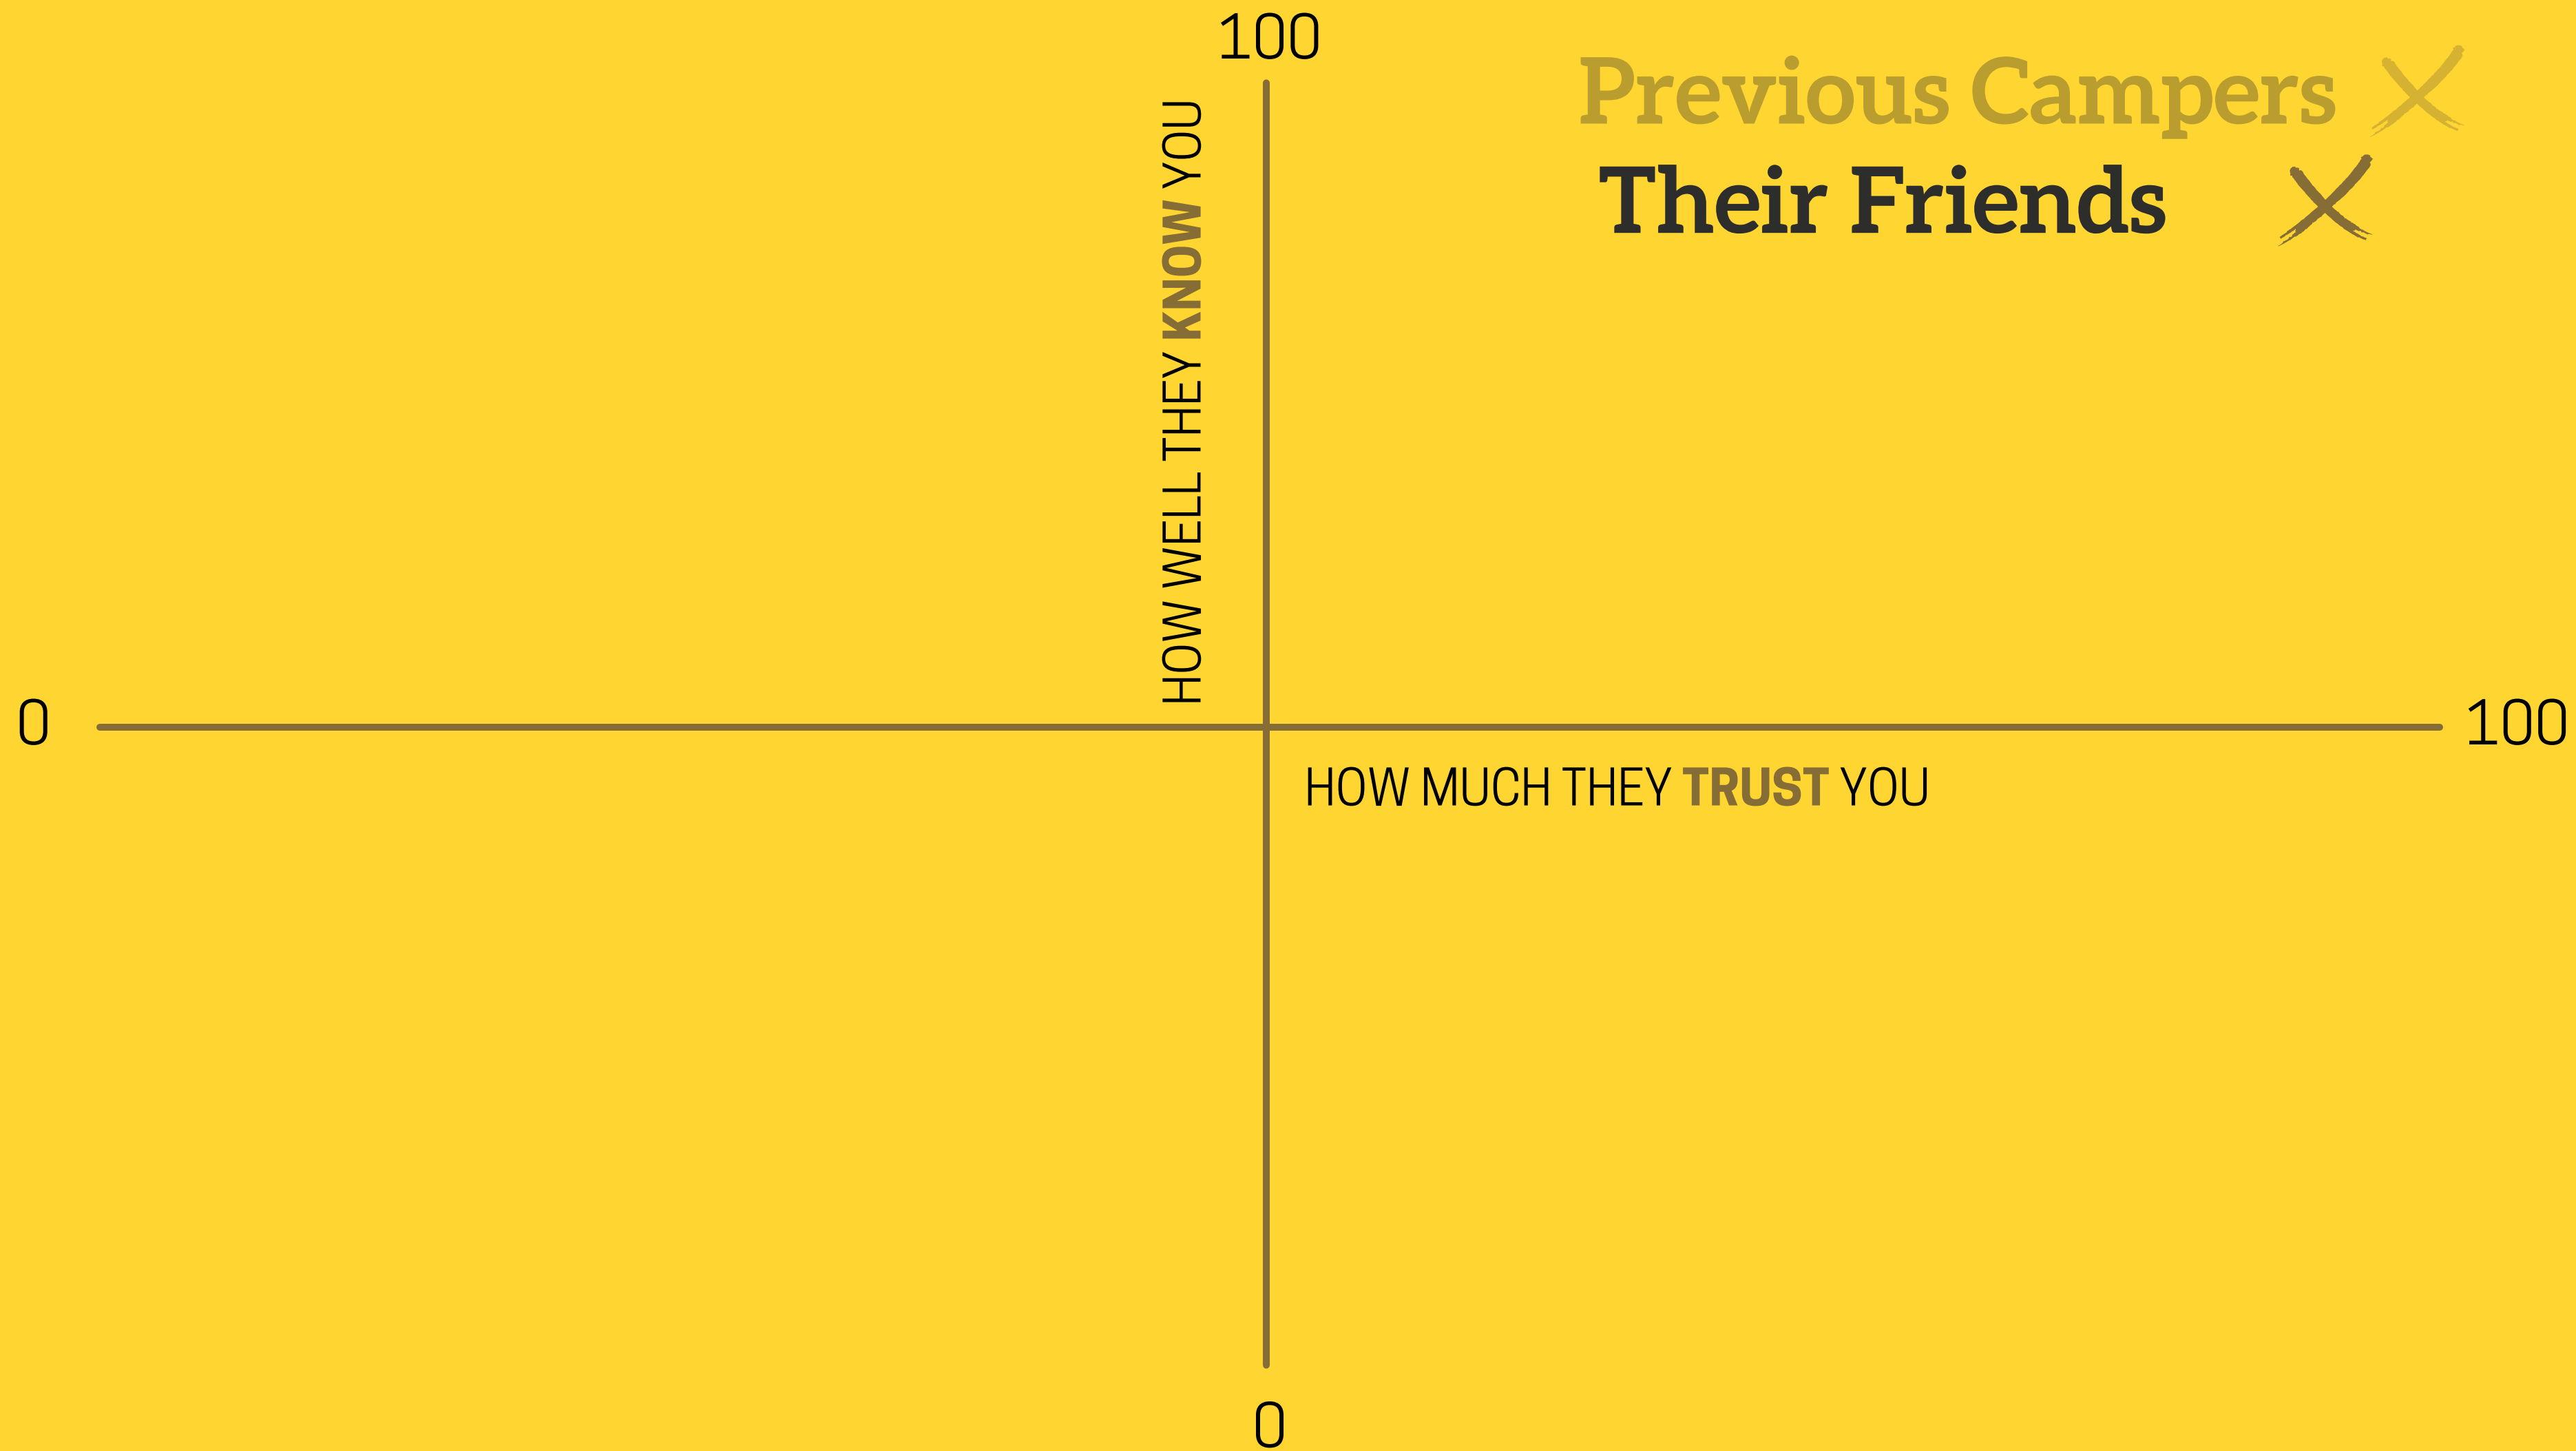 100
Previous Campers
Their Friends
HOW WELL THEY KNOW YOU
0
100
HOW MUCH THEY TRUST YOU
0